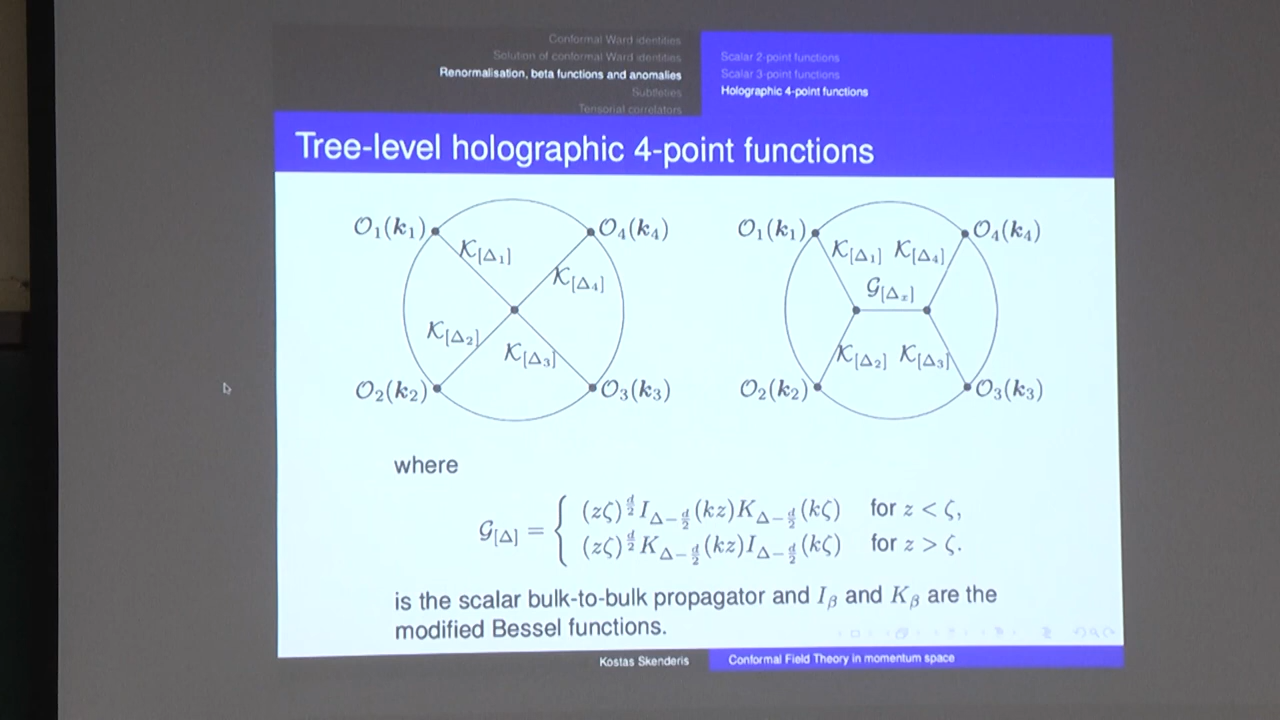 Conformal Ward identities
Solution of conformal Ward identities
Renormalisation, beta functions and anomalies
Subtleties
Tensorial correlators
Scalar 2-point functions
Scalar 3-point functions
Holographic 4-point functions
Tree-level holographic 4-point functions
𝒪₁(k₁) 𝒪₄(k₄)
𝒦[Δ₁]
𝒦[Δ₄]
𝒦[Δ₂]
𝒦[Δ₃]
𝒪₂(k₂) 𝒪₃(k₃)
𝒪₁(k₁) 𝒪₄(k₄)
𝒦[Δ₁] 𝒦[Δ₄]
𝒢[Δₓ]
𝒦[Δ₂] 𝒦[Δ₃]
𝒪₂(k₂) 𝒪₃(k₃)
where
𝒢[Δ] = { (zζ)^{d/2} I_{Δ−d/2}(kz) K_{Δ−d/2}(kζ) for z < ζ,
(zζ)^{d/2} K_{Δ−d/2}(kz) I_{Δ−d/2}(kζ) for z > ζ.
is the scalar bulk-to-bulk propagator and I_β and K_β are the
modified Bessel functions.
Kostas Skenderis
Conformal Field Theory in momentum space